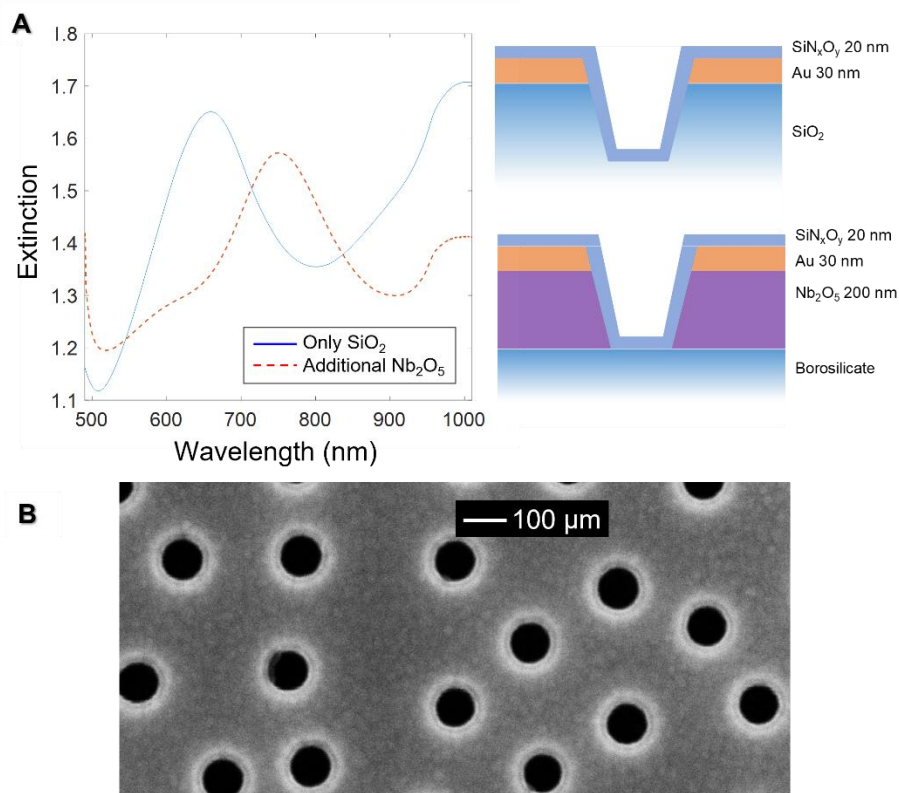 A
1.8
1.7
1.6
1.5
1.4
1.3
1.2
1.1
Extinction
500
600
700
800
900
1000
Wavelength (nm)
Only SiO₂
Additional Nb₂O₅
SiNₓOᵧ 20 nm
Au 30 nm
SiO₂
SiNₓOᵧ 20 nm
Au 30 nm
Nb₂O₅ 200 nm
Borosilicate
B
100 µm